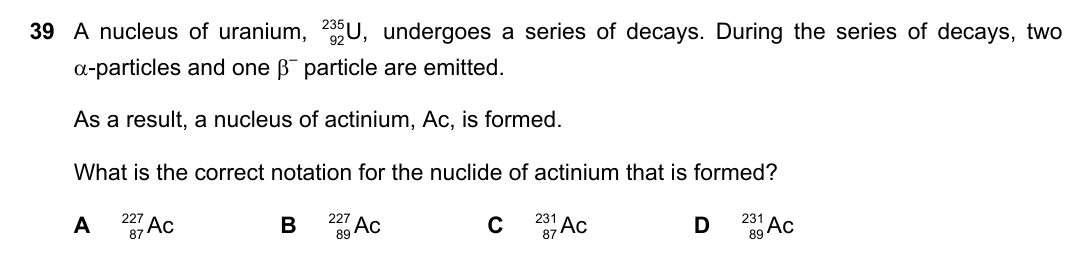 39 A nucleus of uranium, ²³⁵₉₂U, undergoes a series of decays. During the series of decays, two
α-particles and one β⁻ particle are emitted.
As a result, a nucleus of actinium, Ac, is formed.
What is the correct notation for the nuclide of actinium that is formed?
A ²²⁷₈₇Ac B ²²⁷₈₉Ac C ²³¹₈₇Ac D ²³¹₈₉Ac